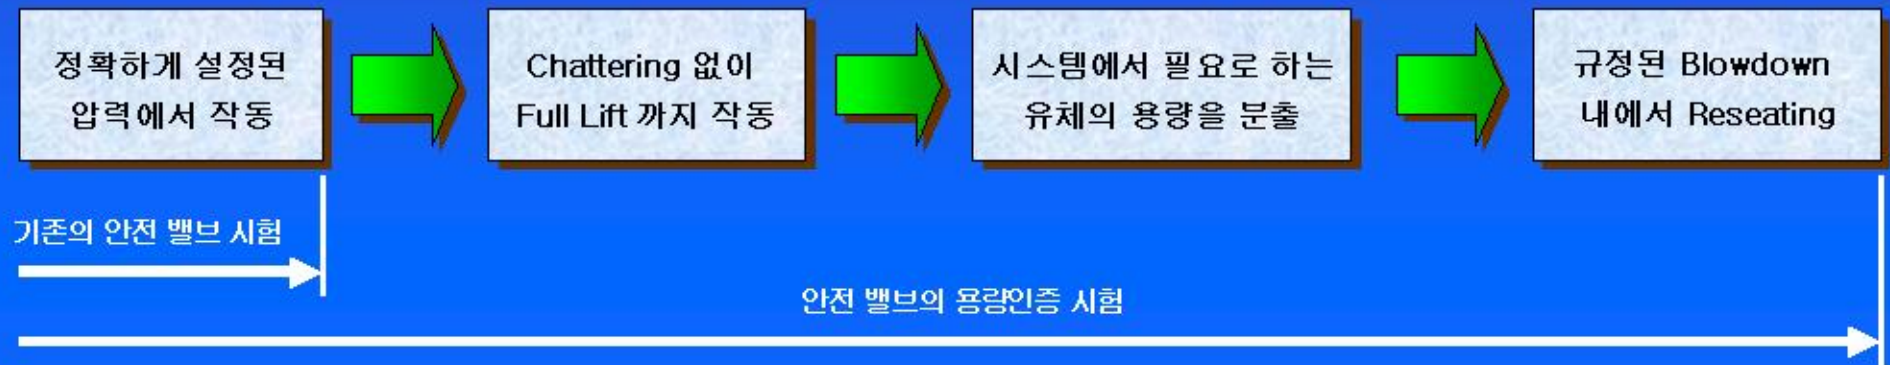 정확하게 설정된
압력에서 작동
Chattering 없이
Full Lift 까지 작동
시스템에서 필요로 하는
유체의 용량을 분출
규정된 Blowdown
내에서 Reseating
기존의 안전 밸브 시험
안전 밸브의 용량인증 시험